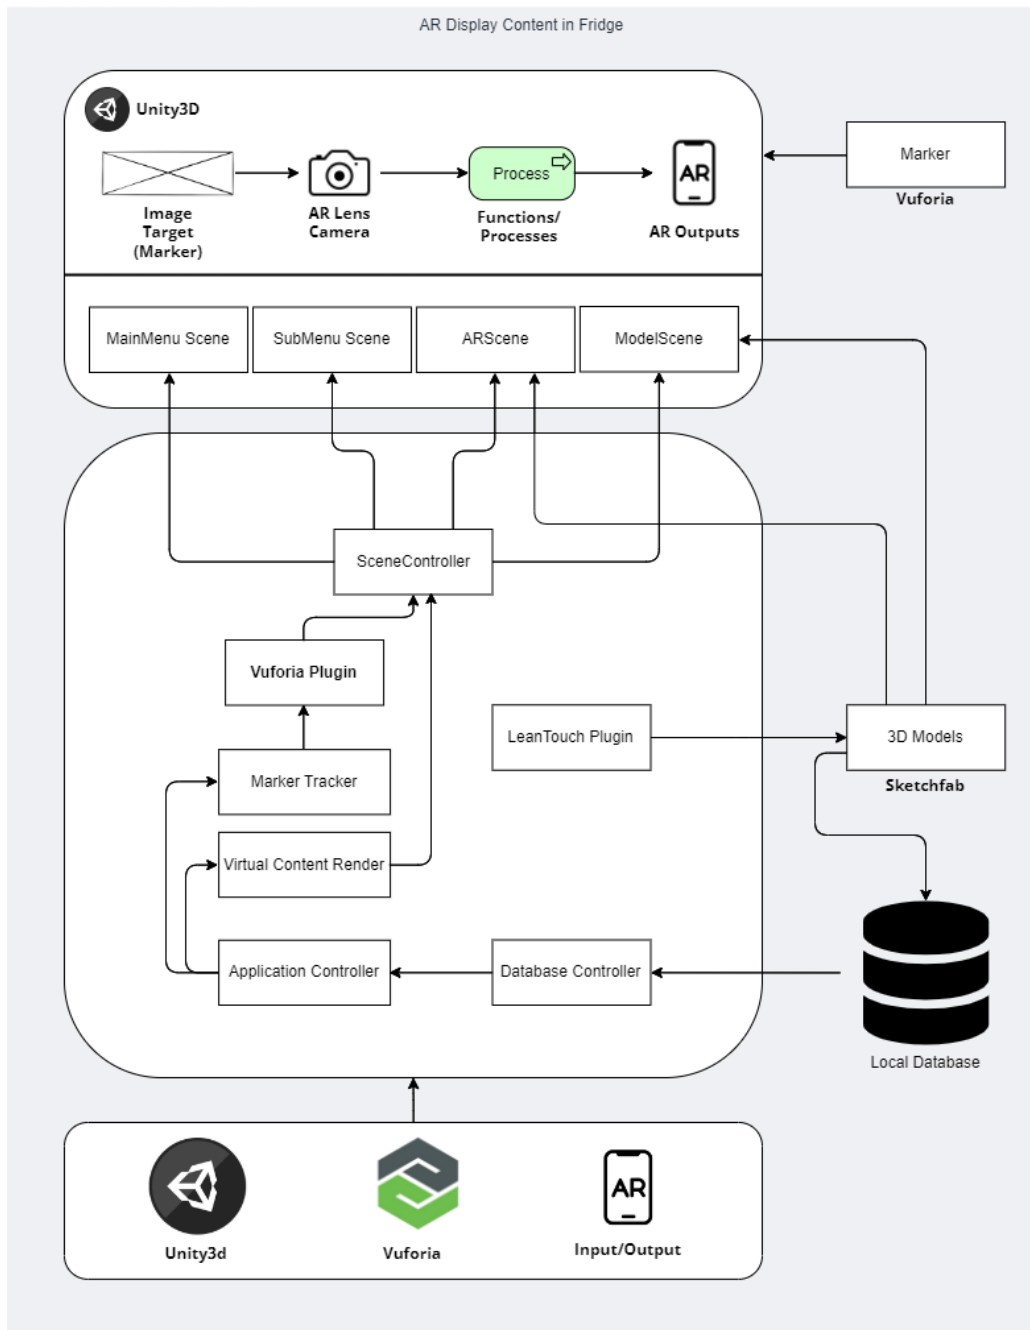 AR Display Content in Fridge
Unity3D
Process
AR
Image
Target
(Marker)
AR Lens
Camera
Functions/
Processes
AR Outputs
Marker
Vuforia
MainMenu Scene
SubMenu Scene
ARScene
ModelScene
SceneController
Vuforia Plugin
LeanTouch Plugin
3D Models
Sketchfab
Marker Tracker
Virtual Content Render
Application Controller
Database Controller
Local Database
AR
Unity3d
Vuforia
Input/Output